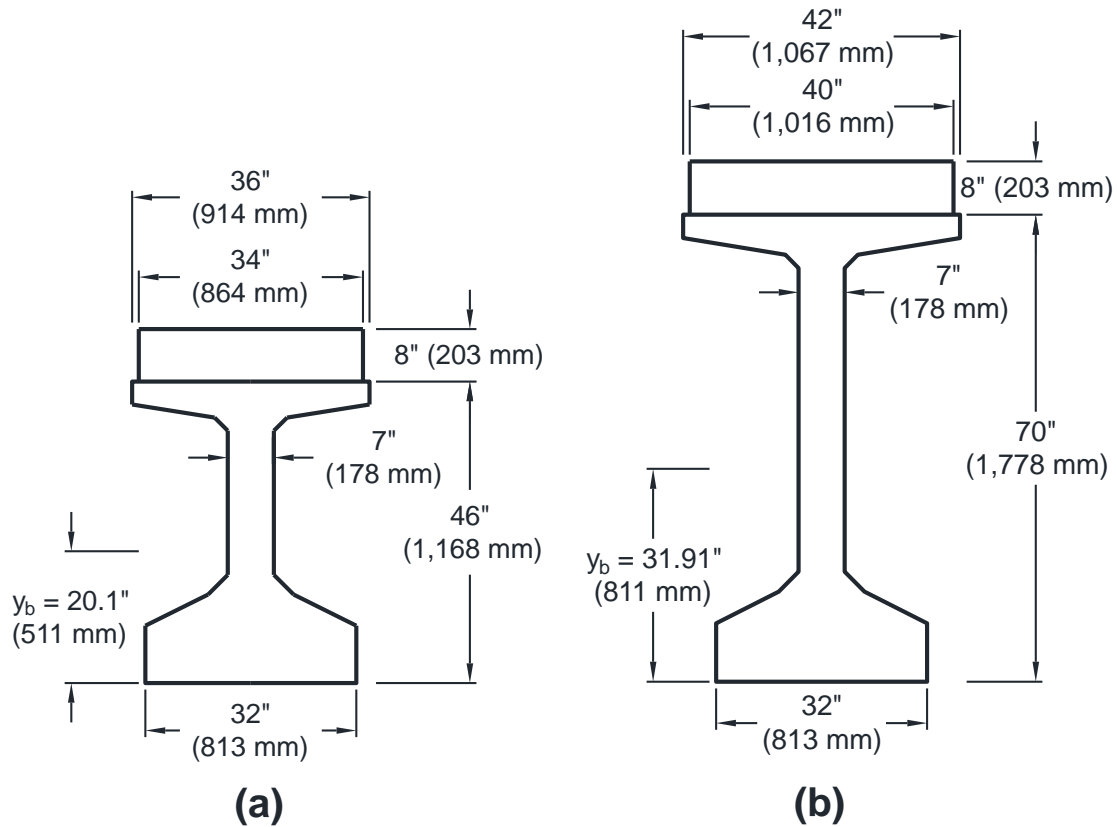 36"
(914 mm)
34"
(864 mm)
8" (203 mm)
7"
(178 mm)
46"
(1,168 mm)
y_b = 20.1"
(511 mm)
32"
(813 mm)
(a)
42"
(1,067 mm)
40"
(1,016 mm)
8" (203 mm)
7"
(178 mm)
70"
(1,778 mm)
y_b = 31.91"
(811 mm)
32"
(813 mm)
(b)